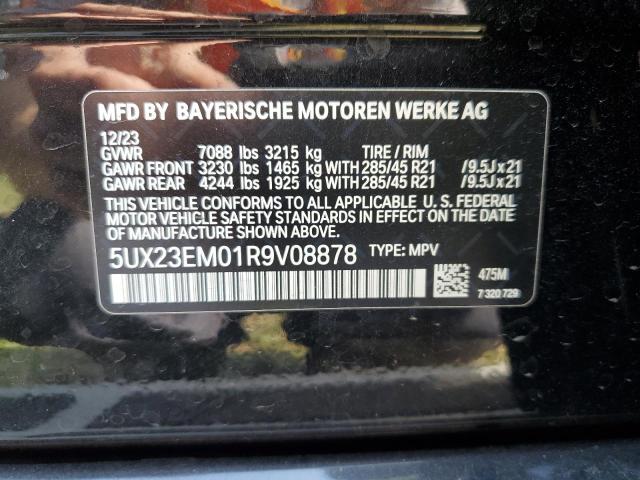 MFD BY BAYERISCHE MOTOREN WERKE AG
12/23
GVWR 7088 lbs 3215 kg TIRE / RIM
GAWR FRONT 3230 lbs 1465 kg WITH 285/45 R21 /9.5J x 21
GAWR REAR 4244 lbs 1925 kg WITH 285/45 R21 /9.5J x 21
THIS VEHICLE CONFORMS TO ALL APPLICABLE U. S. FEDERAL
MOTOR VEHICLE SAFETY STANDARDS IN EFFECT ON THE DATE OF
MANUFACTURE SHOWN ABOVE.
5UX23EM01R9V08878 TYPE: MPV
475M
7 320 729